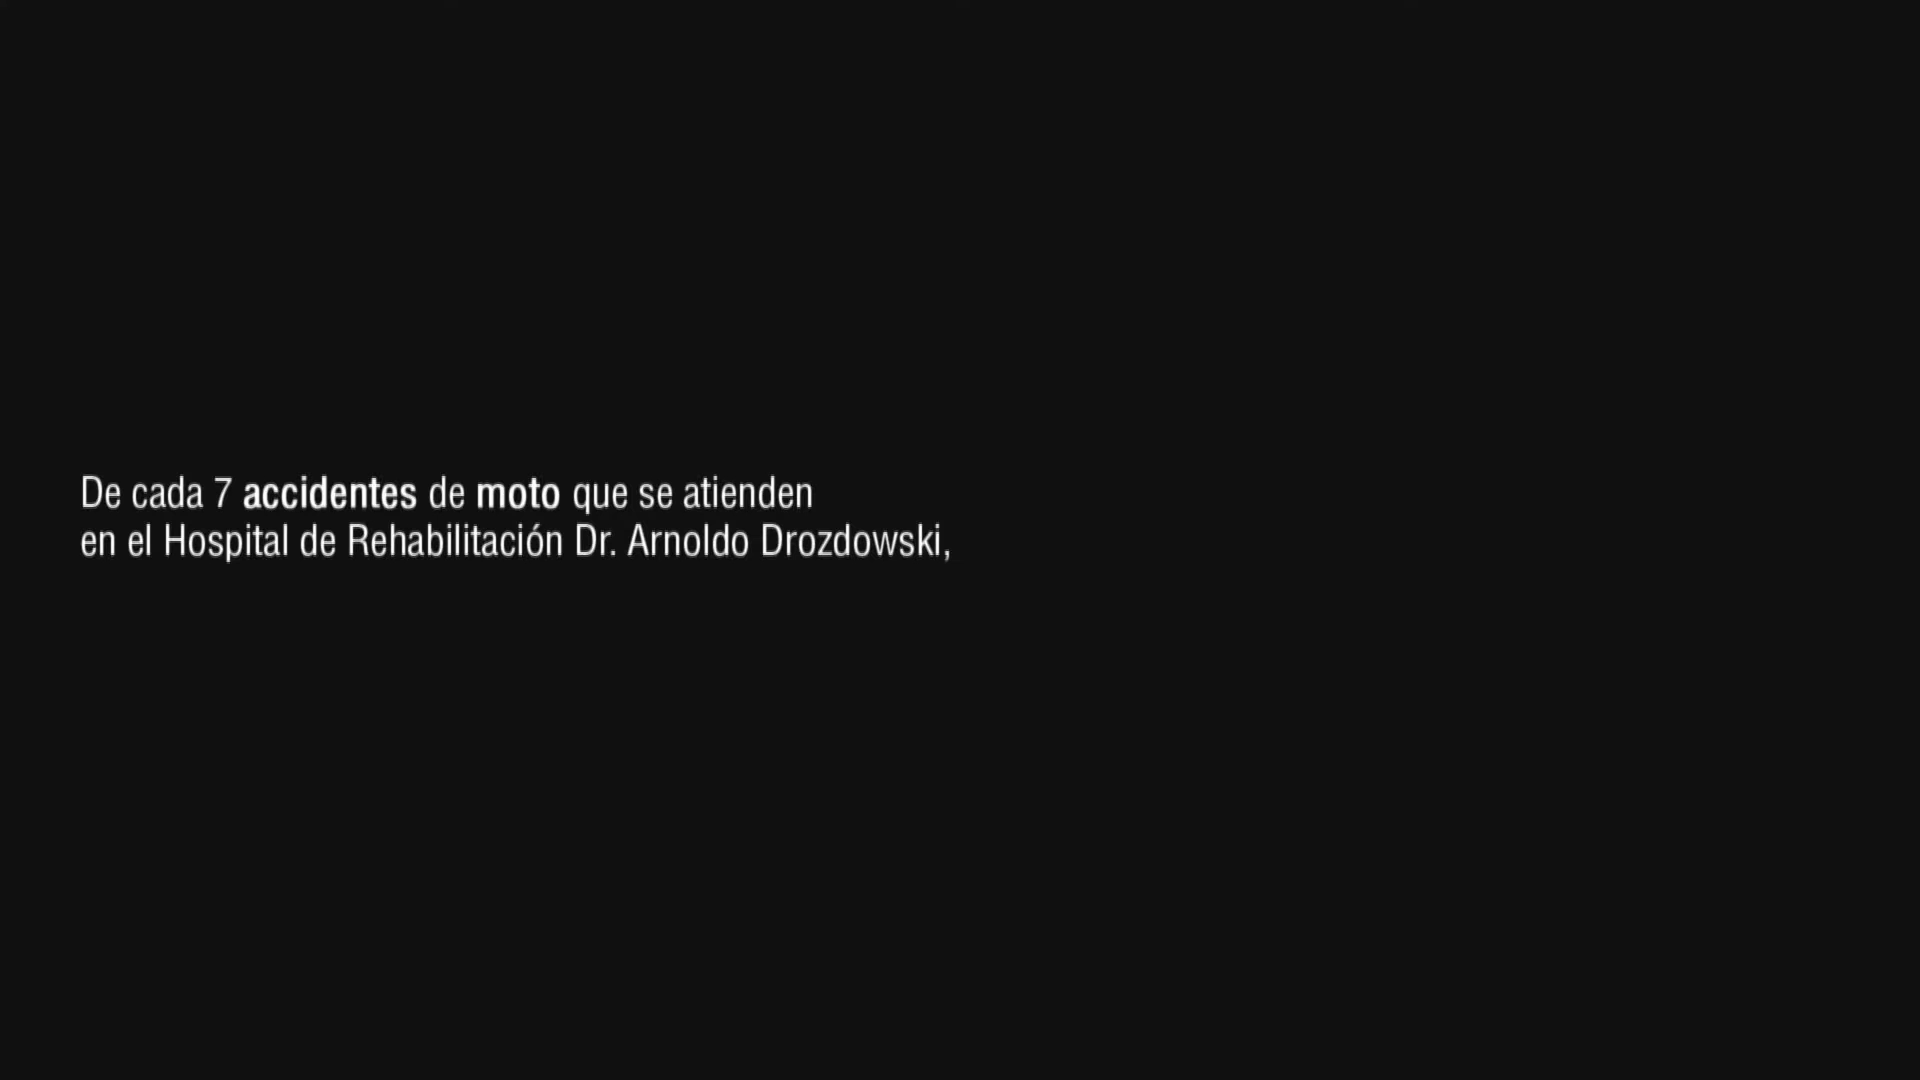 De cada 7 accidentes de moto que se atienden
en el Hospital de Rehabilitación Dr. Arnoldo Drozdowski,